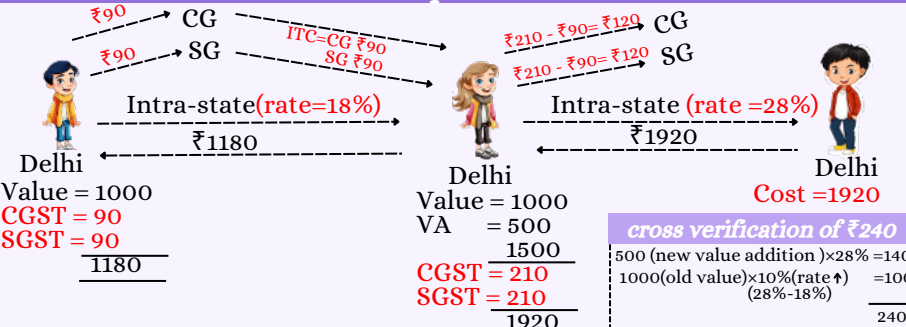 ₹90
CG
₹90
SG
ITC=CG ₹90
SG ₹90
₹210 - ₹90= ₹120
CG
₹210 - ₹90= ₹120
SG
Intra-state(rate=18%)
₹1180
Intra-state (rate =28%)
₹1920
Delhi
Value = 1000
CGST = 90
SGST = 90
1180
Delhi
Value = 1000
VA = 500
1500
CGST = 210
SGST = 210
1920
Delhi
Cost =1920
cross verification of ₹240
500 (new value addition )×28% =140
1000(old value)×10%(rate↑) =100
(28%-18%)
240